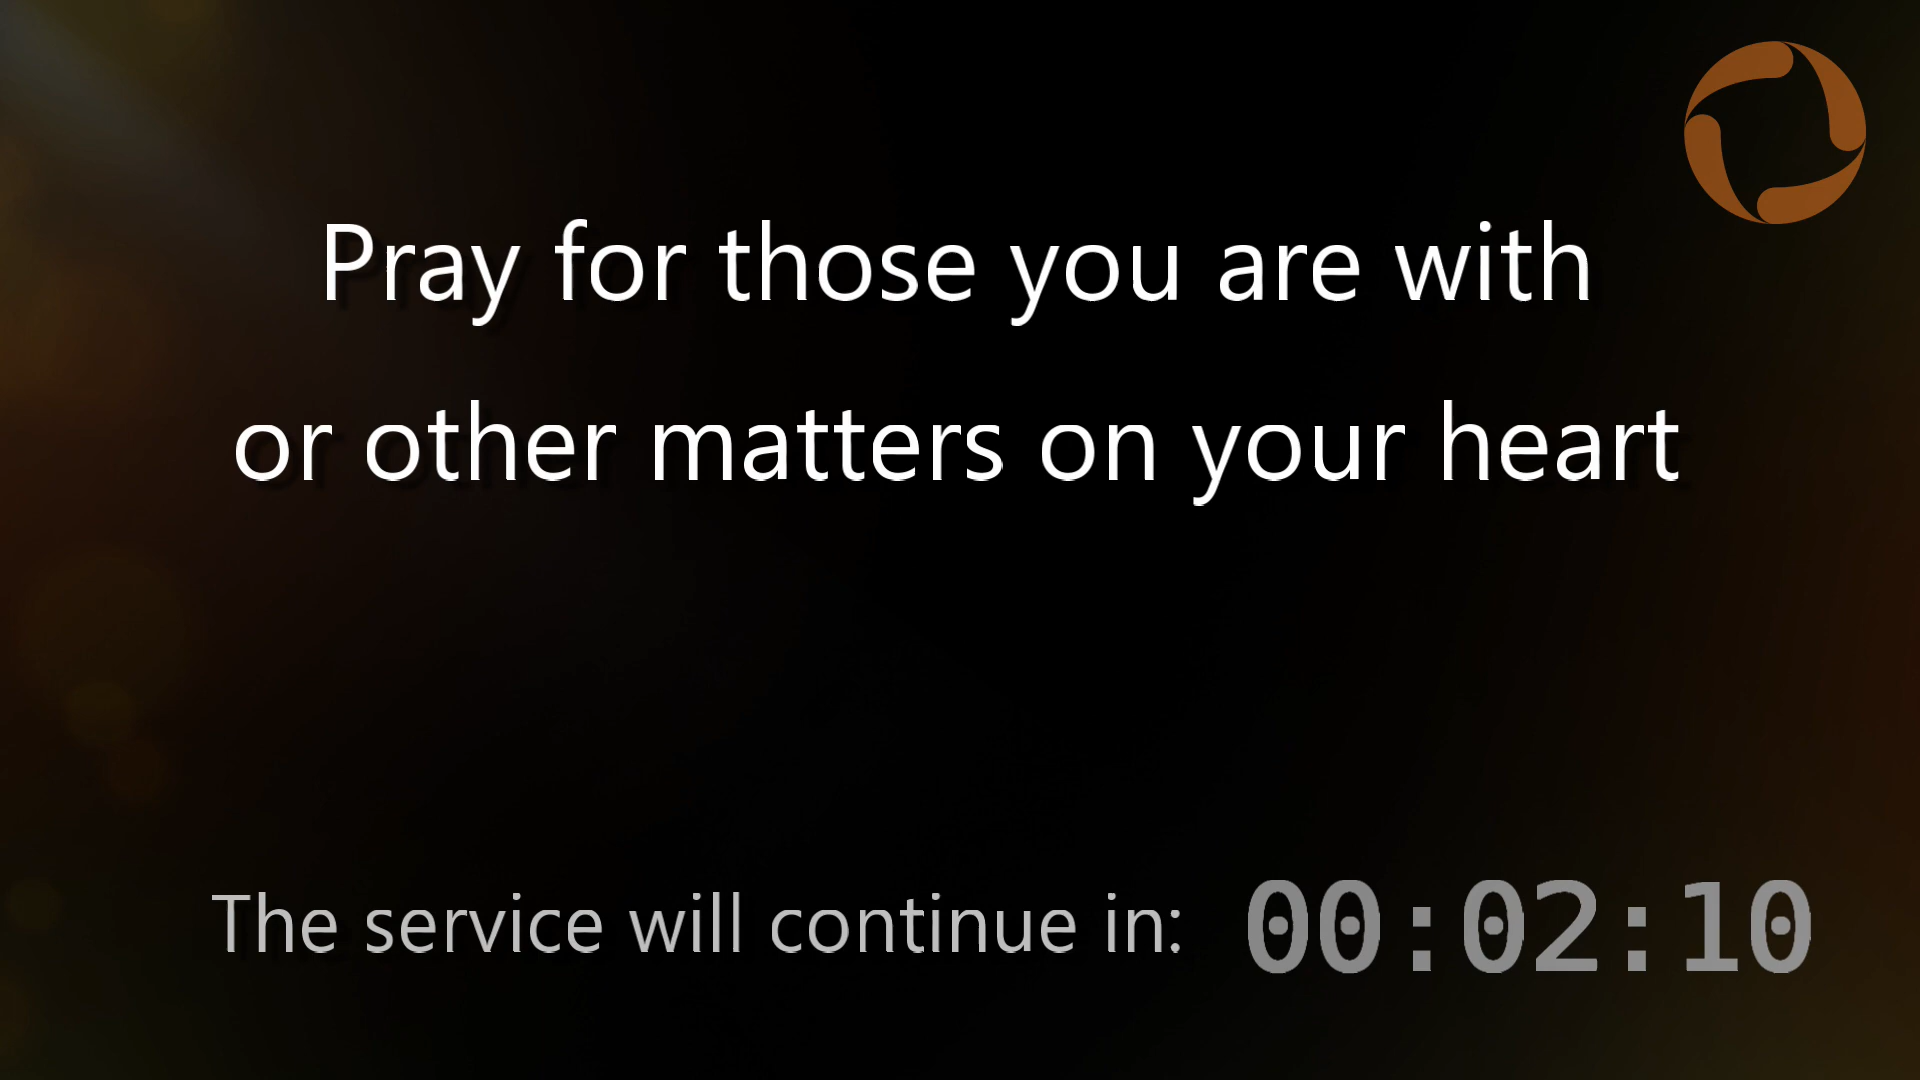 Pray for those you are with
or other matters on your heart
The service will continue in: 00:02:10